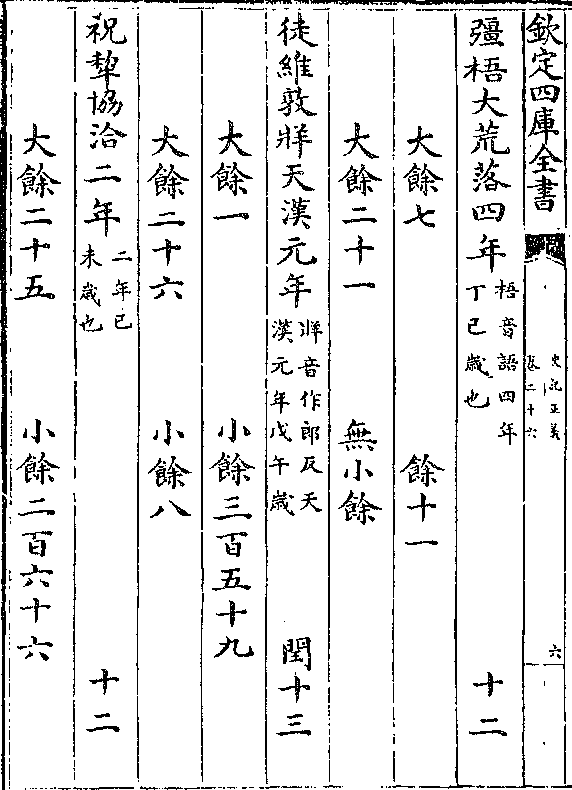 欽定四庫全書
史記正義
卷二十六
六
彊梧大荒落四年 梧音語四年
丁巳歲也 十二
大餘七 餘十一
大餘二十一 無小餘
徒維敦牂天漢元年 牂音作郎反天
漢元年戊午歲 閏十三
大餘一 小餘三百五十九
大餘二十六 小餘八
祝犂協洽二年 二年已
未歲也 十二
大餘二十五 小餘二百六十六